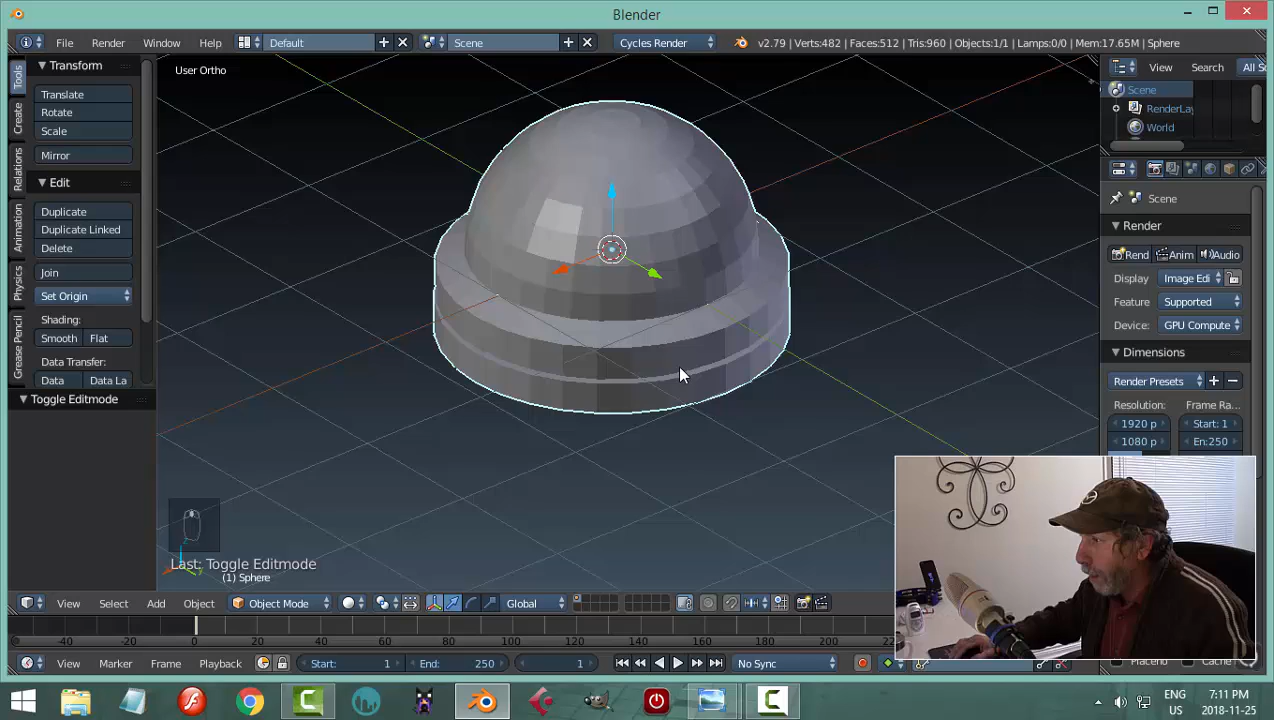 Blender
File Render Window Help Default Scene Cycles Render v2.79 | Verts:482 | Faces:512 | Tris:960 | Objects:1/1 | Lamps:0/0 | Mem:17.65M | Sphere
Transform
Translate
Rotate
Scale
Mirror
Edit
Duplicate
Duplicate Linked
Delete
Join
Set Origin
Shading:
Smooth Flat
Data Transfer:
Data Data La
Toggle Editmode
Tools
Create
Relations
Animation
Physics
Grease Pencil
User Ortho
Last: Toggle Editmode
(1) Sphere
View Search All Sc
Scene
RenderLay
World
Scene
Render
Rend Anim Audio
Display Image Edi
Feature Supported
Device: GPU Compute
Dimensions
Render Presets
Resolution: Frame Ra...
1920 p Start: 1
1080 p En:250
View Select Add Object Object Mode Global
-40 -20 0 20 40 60 80 100 120 140 160 180 200
View Marker Frame Playback Start: 1 End: 250 1 No Sync
Placeho Cache
ENG 7:11 PM
US 2018-11-25